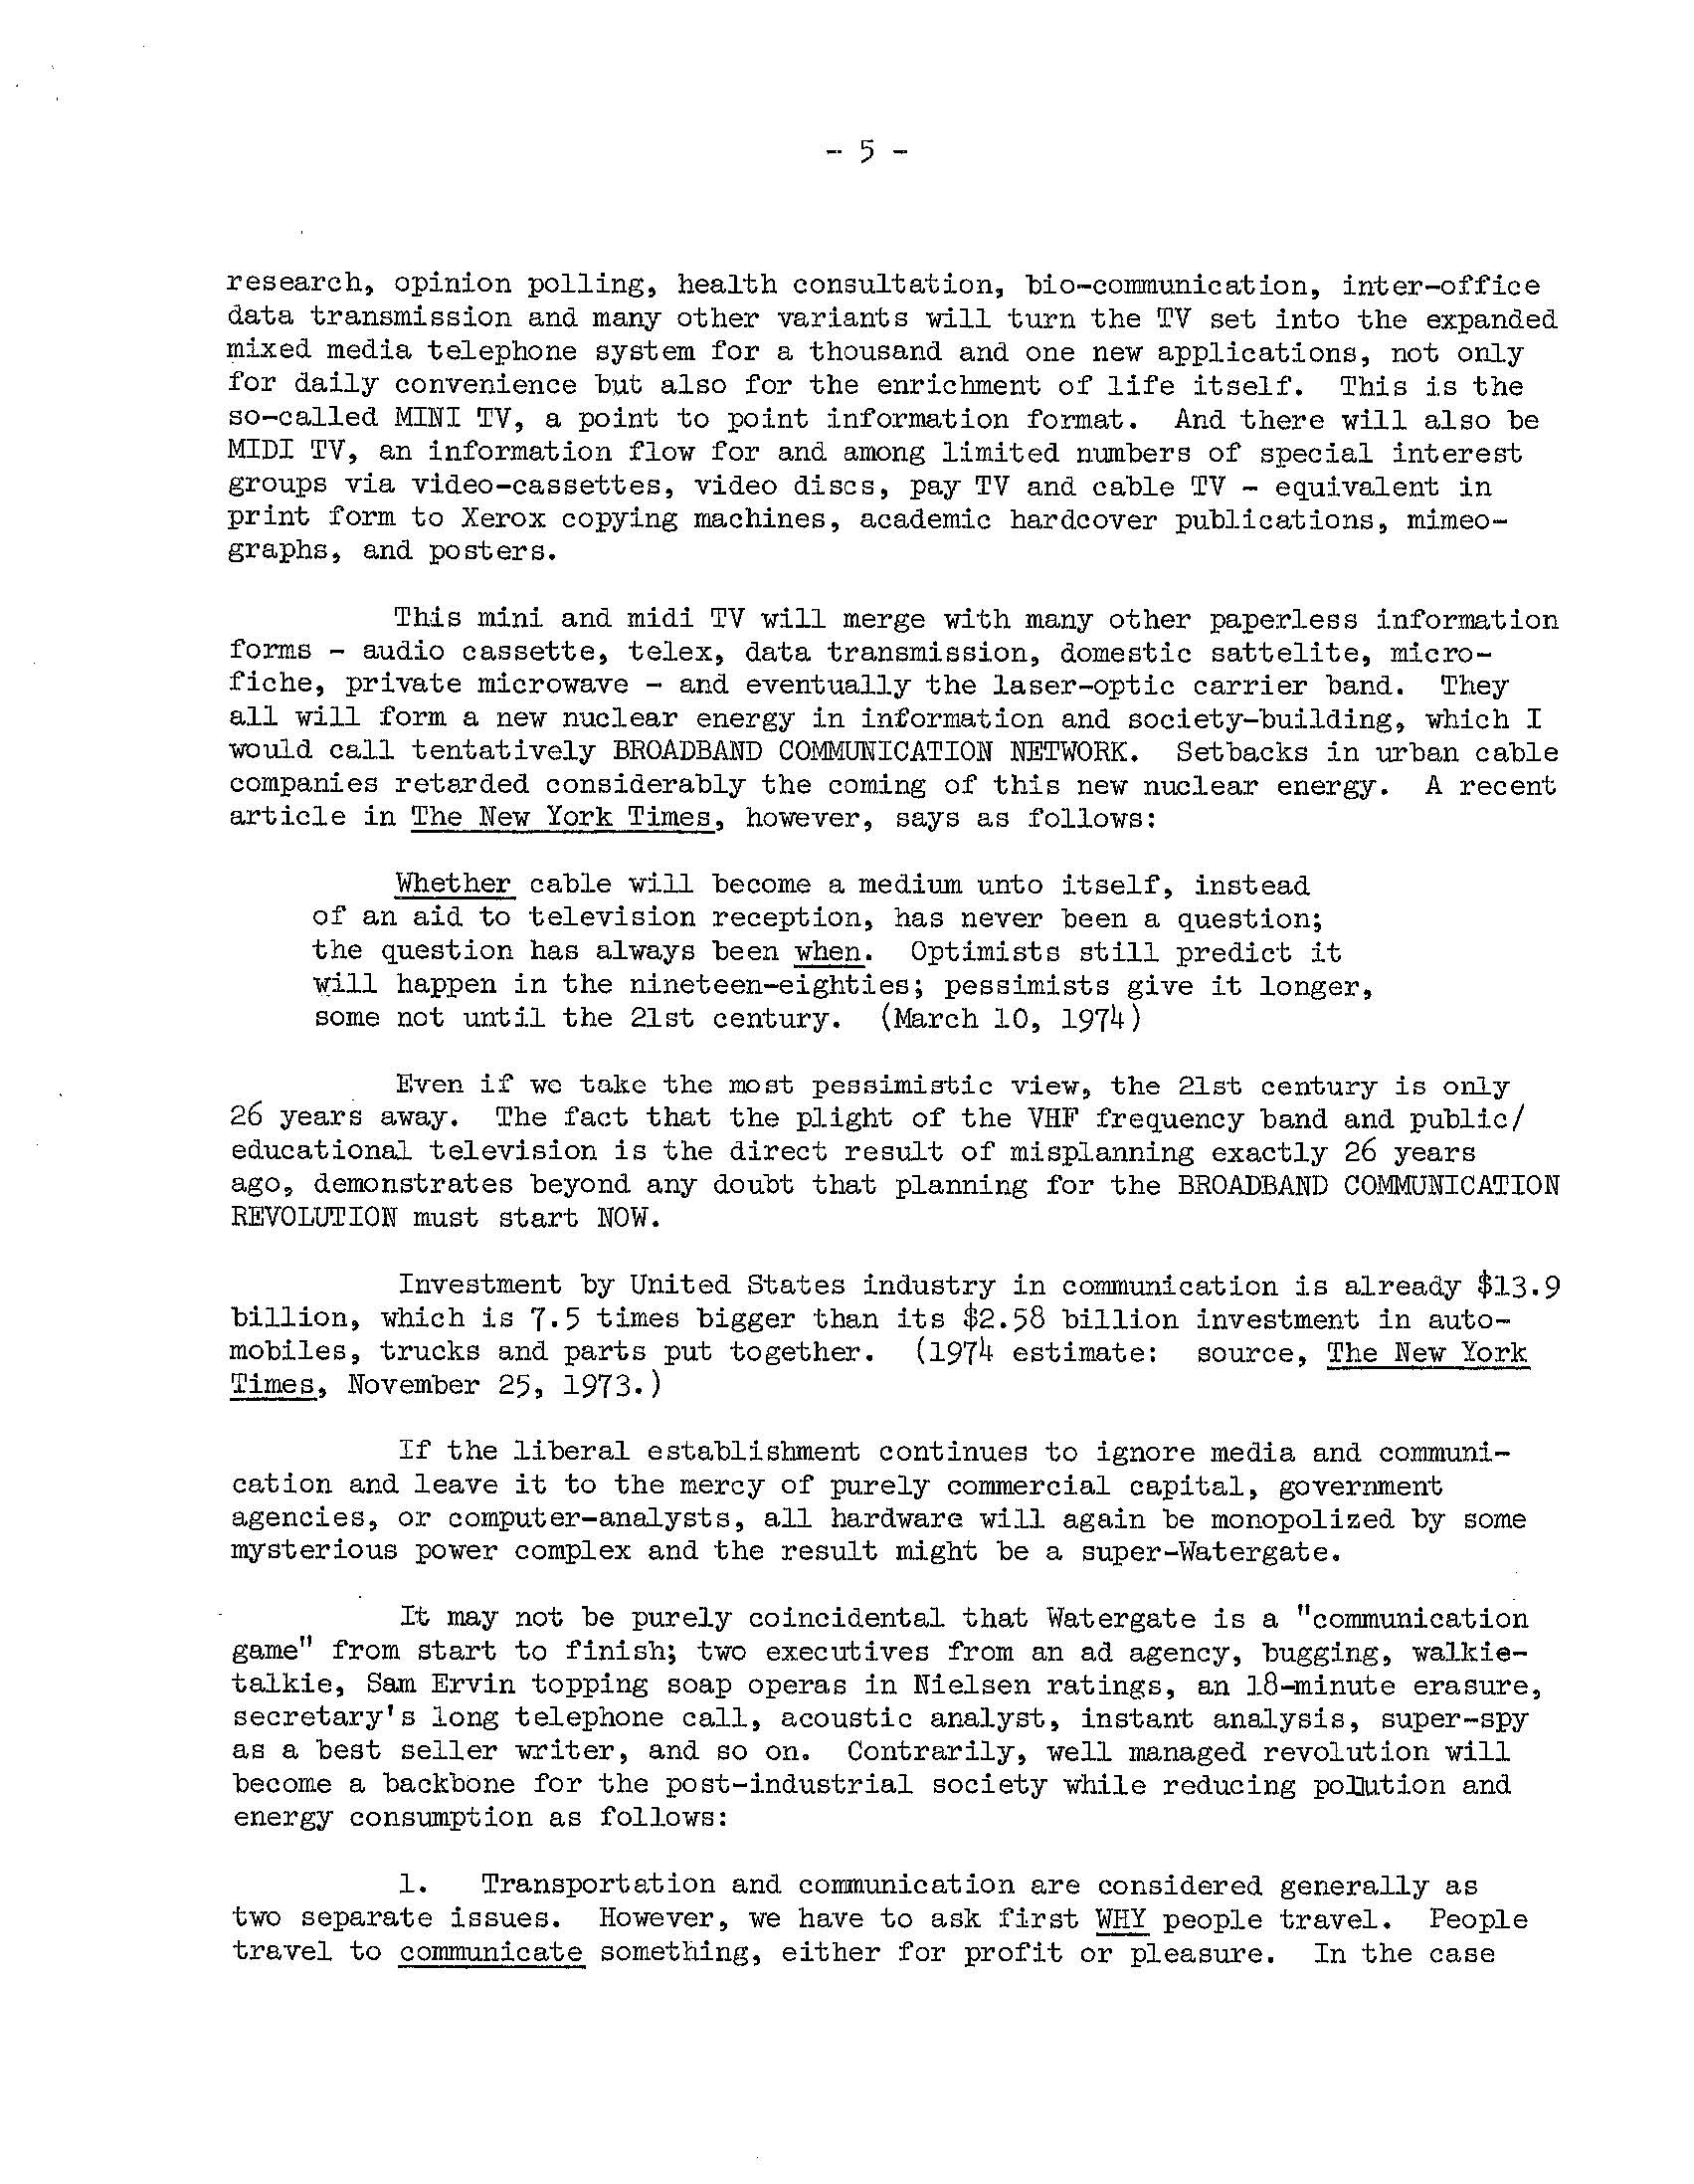 - 5 -
research, opinion polling, health consultation, bio-communication, inter-office
data transmission and many other variants will turn the TV set into the expanded
mixed media telephone system for a thousand and one new applications, not only
for daily convenience but also for the enrichment of life itself. This is the
so-called MINI TV, a point to point information format. And there will also be
MIDI TV, an information flow for and among limited numbers of special interest
groups via video-cassettes, video discs, pay TV and cable TV - equivalent in
print form to Xerox copying machines, academic hardcover publications, mimeo-
graphs, and posters.
This mini and midi TV will merge with many other paperless information
forms - audio cassette, telex, data transmission, domestic sattelite, micro-
fiche, private microwave - and eventually the laser-optic carrier band. They
all will form a new nuclear energy in information and society-building, which I
would call tentatively BROADBAND COMMUNICATION NETWORK. Setbacks in urban cable
companies retarded considerably the coming of this new nuclear energy. A recent
article in The New York Times, however, says as follows:
Whether cable will become a medium unto itself, instead
of an aid to television reception, has never been a question;
the question has always been when. Optimists still predict it
will happen in the nineteen-eighties; pessimists give it longer,
some not until the 21st century. (March 10, 1974)
Even if we take the most pessimistic view, the 21st century is only
26 years away. The fact that the plight of the VHF frequency band and public/
educational television is the direct result of misplanning exactly 26 years
ago, demonstrates beyond any doubt that planning for the BROADBAND COMMUNICATION
REVOLUTION must start NOW.
Investment by United States industry in communication is already $13.9
billion, which is 7.5 times bigger than its $2.58 billion investment in auto-
mobiles, trucks and parts put together. (1974 estimate: source, The New York
Times, November 25, 1973.)
If the liberal establishment continues to ignore media and communi-
cation and leave it to the mercy of purely commercial capital, government
agencies, or computer-analysts, all hardware will again be monopolized by some
mysterious power complex and the result might be a super-Watergate.
It may not be purely coincidental that Watergate is a "communication
game" from start to finish; two executives from an ad agency, bugging, walkie-
talkie, Sam Ervin topping soap operas in Nielsen ratings, an 18-minute erasure,
secretary's long telephone call, acoustic analyst, instant analysis, super-spy
as a best seller writer, and so on. Contrarily, well managed revolution will
become a backbone for the post-industrial society while reducing pollution and
energy consumption as follows:
1. Transportation and communication are considered generally as
two separate issues. However, we have to ask first WHY people travel. People
travel to communicate something, either for profit or pleasure. In the case